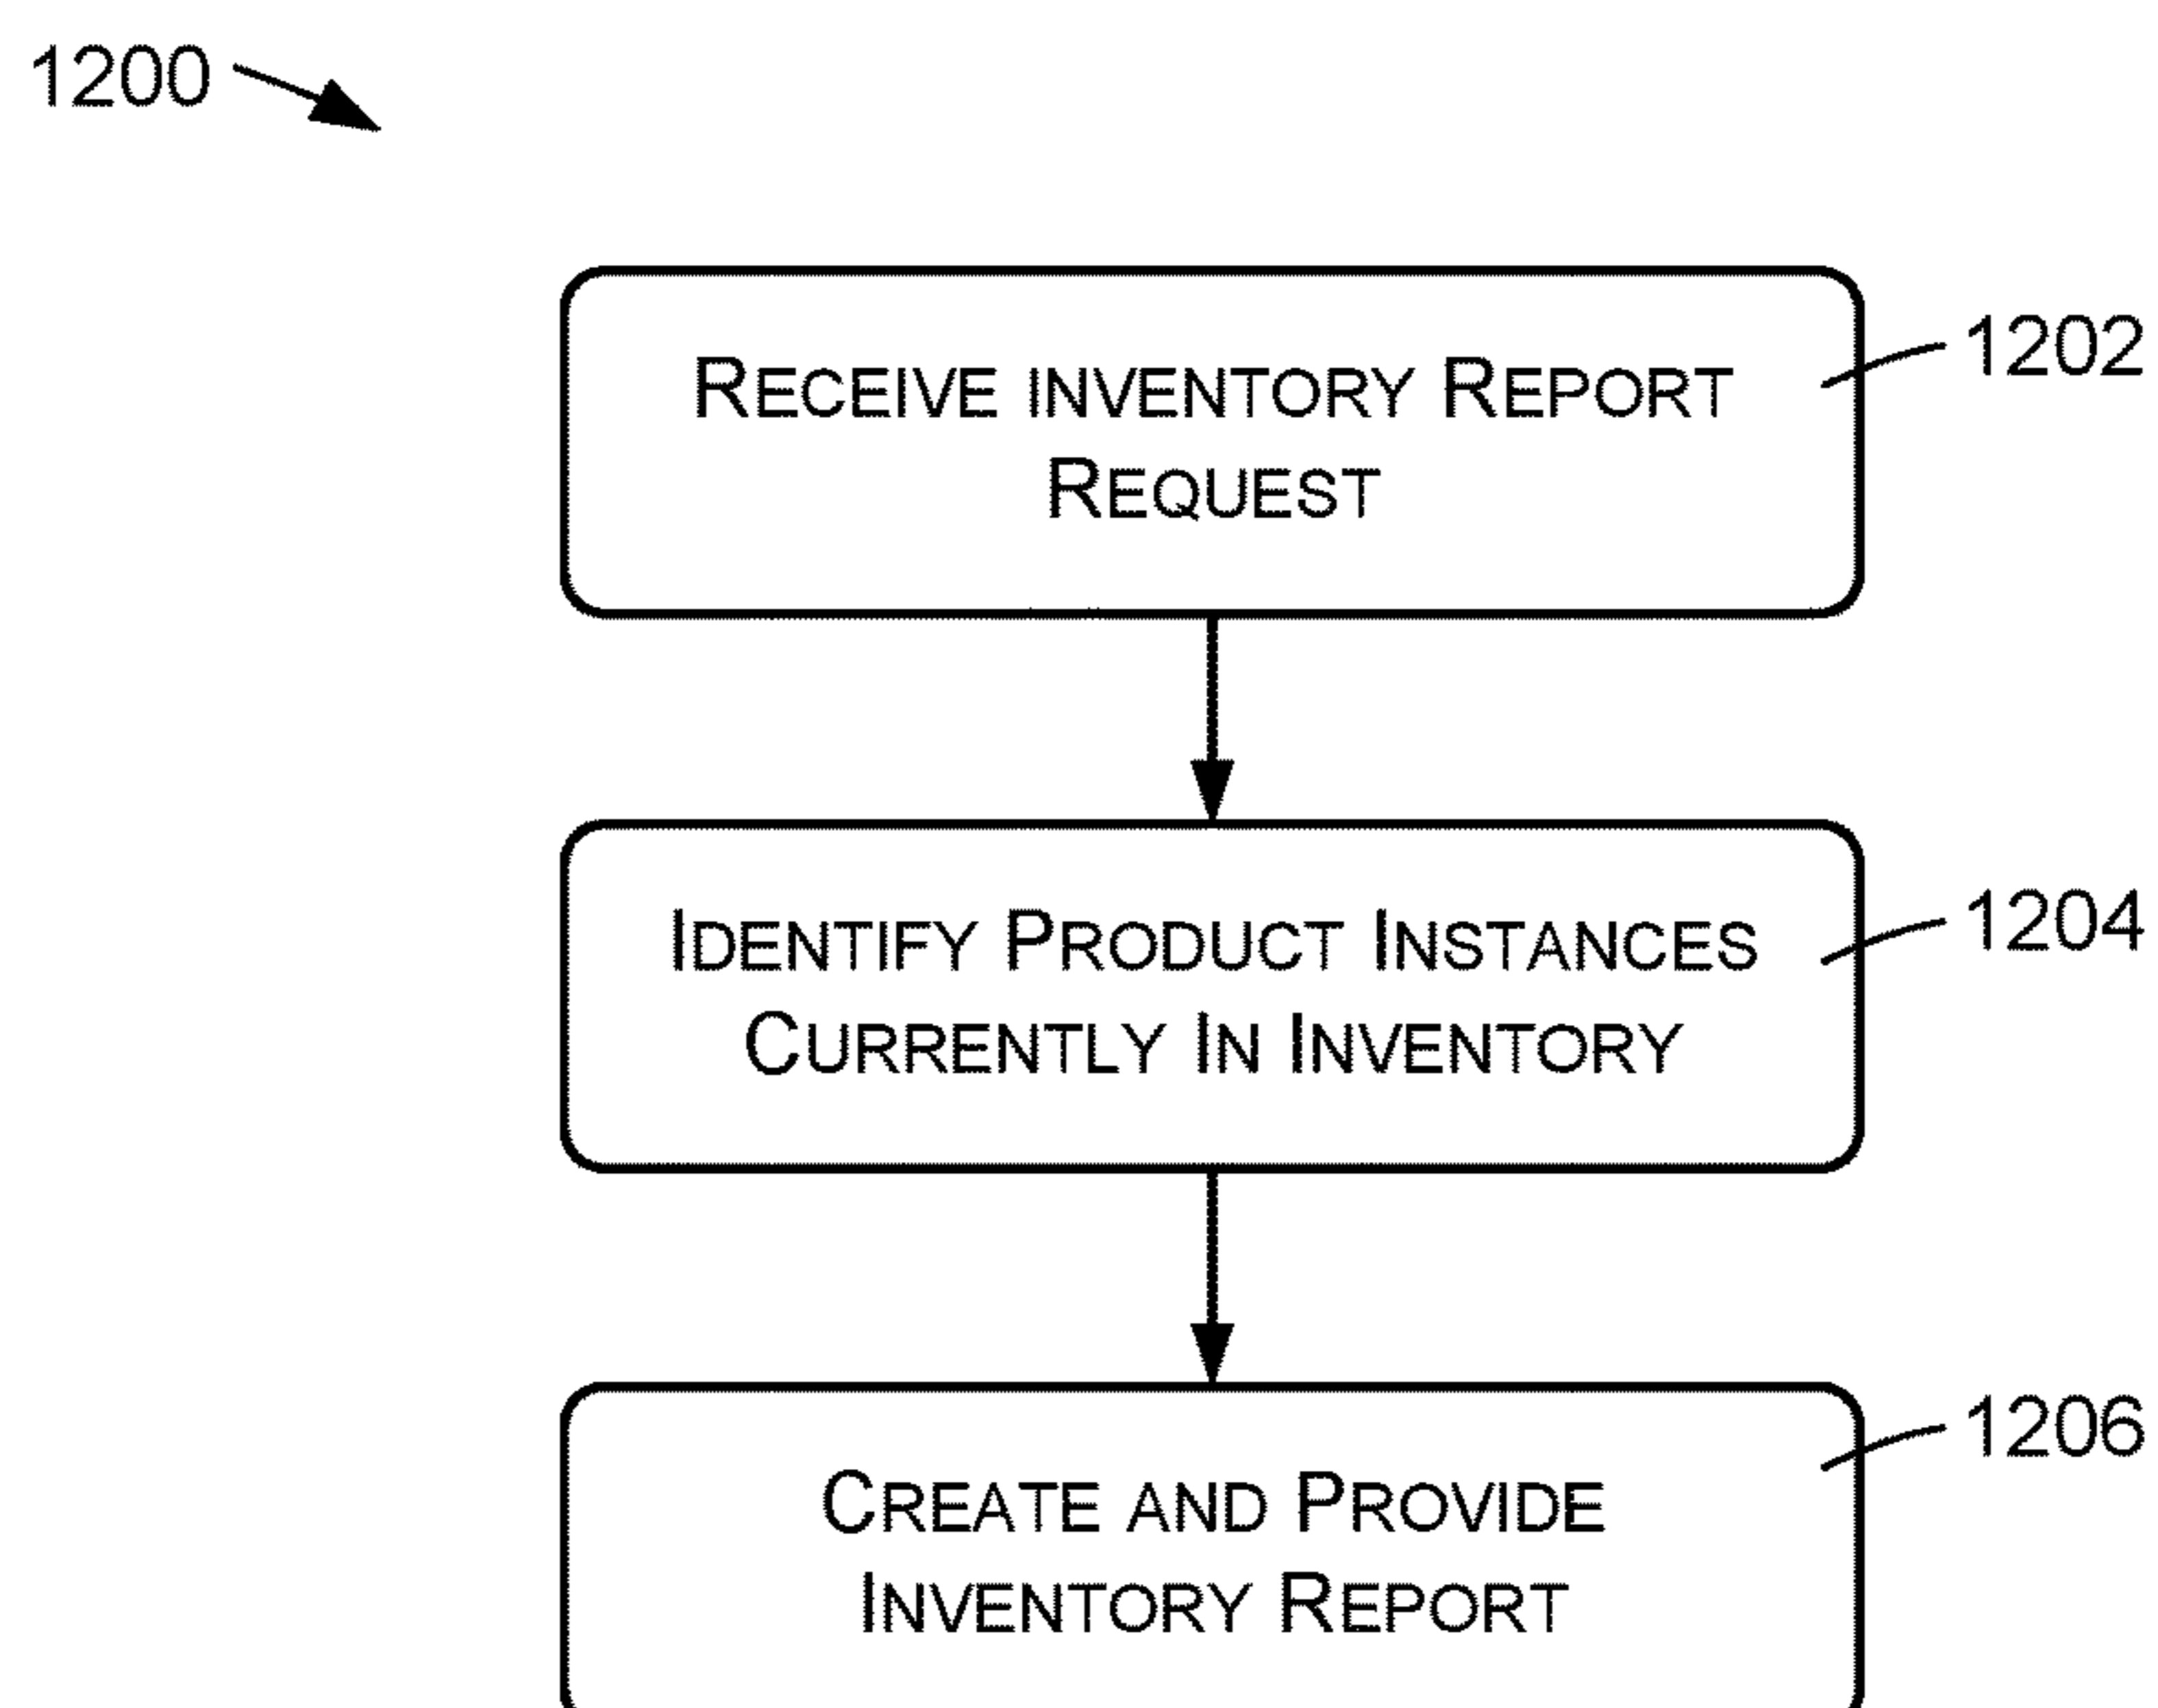 1200
RECEIVE INVENTORY REPORT
REQUEST
1202
IDENTIFY PRODUCT INSTANCES
CURRENTLY IN INVENTORY
1204
CREATE AND PROVIDE
INVENTORY REPORT
1206